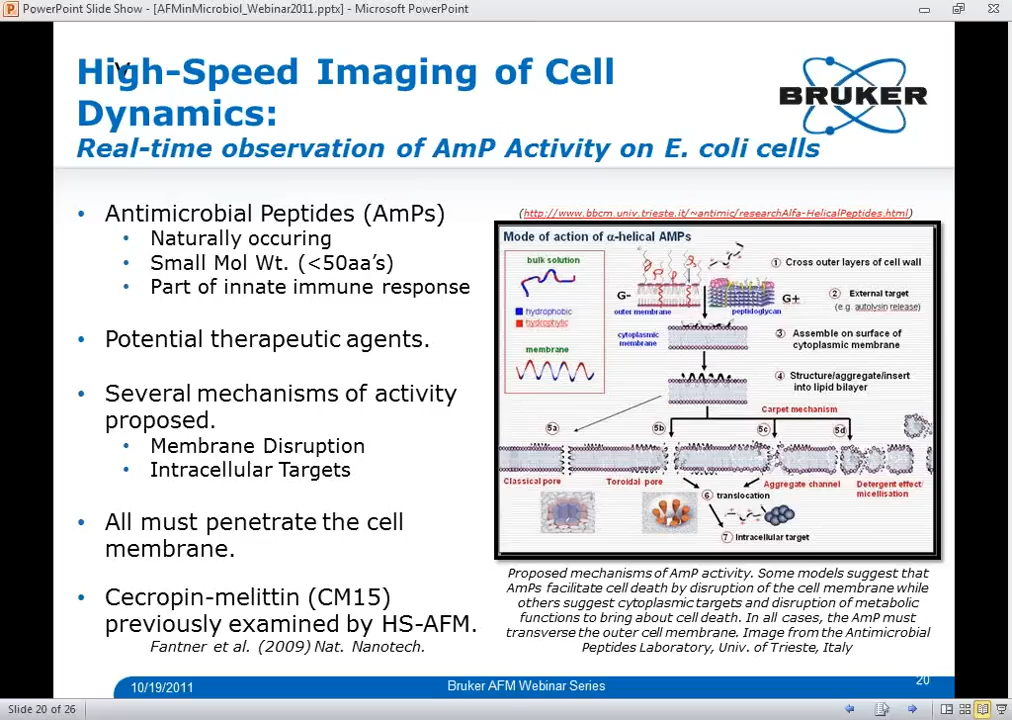 PowerPoint Slide Show - [AFMinMicrobiol_Webinar2011.pptx] - Microsoft PowerPoint
High-Speed Imaging of Cell
Dynamics:
Real-time observation of AmP Activity on E. coli cells
BRUKER
• Antimicrobial Peptides (AmPs)
• Naturally occuring
• Small Mol Wt. (<50aa's)
• Part of innate immune response
• Potential therapeutic agents.
• Several mechanisms of activity
proposed.
• Membrane Disruption
• Intracellular Targets
• All must penetrate the cell
membrane.
• Cecropin-melittin (CM15)
previously examined by HS-AFM.
Fantner et al. (2009) Nat. Nanotech.
(http://www.bbcm.univ.trieste.it/~antimic/researchAlfa-HelicalPeptides.html)
Mode of action of α-helical AMPs
bulk solution
hydrophobic
hydrophylic
membrane
G-
outer membrane
G+
peptidoglycan
cytoplasmic
membrane
1 Cross outer layers of cell wall
2 External target
(e.g. autolysin release)
3 Assemble on surface of
cytoplasmic membrane
4 Structure/aggregate/insert
into lipid bilayer
Carpet mechanism
5a 5b 5c 5d
Classical pore
Toroidal pore
Aggregate channel
Detergent effect/
micellisation
6 translocation
7 Intracellular target
Proposed mechanisms of AmP activity. Some models suggest that
AmPs facilitate cell death by disruption of the cell membrane while
others suggest cytoplasmic targets and disruption of metabolic
functions to bring about cell death. In all cases, the AmP must
transverse the outer cell membrane. Image from the Antimicrobial
Peptides Laboratory, Univ. of Trieste, Italy
10/19/2011
Bruker AFM Webinar Series
20
Slide 20 of 26